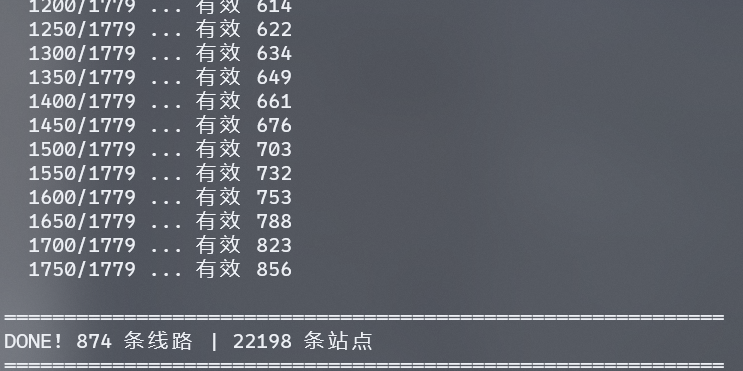 1200/1779 ... 有效 614
1250/1779 ... 有效 622
1300/1779 ... 有效 634
1350/1779 ... 有效 649
1400/1779 ... 有效 661
1450/1779 ... 有效 676
1500/1779 ... 有效 703
1550/1779 ... 有效 732
1600/1779 ... 有效 753
1650/1779 ... 有效 788
1700/1779 ... 有效 823
1750/1779 ... 有效 856
============================================================
DONE! 874 条线路 | 22198 条站点
============================================================